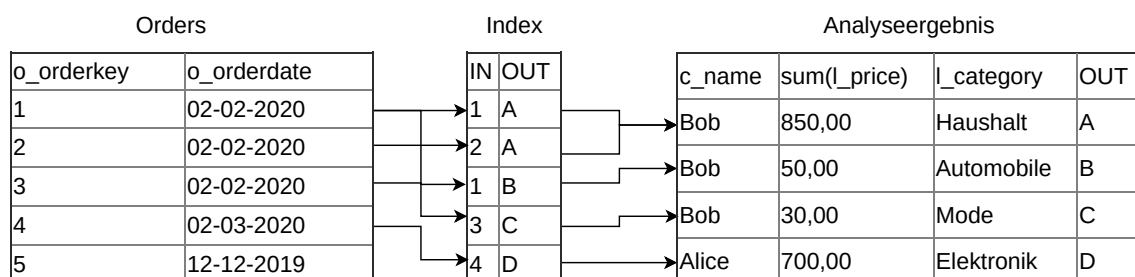 Orders Index Analyseergebnis
o_orderkey o_orderdate IN OUT c_name sum(l_price) l_category OUT
1 02-02-2020 1 A Bob 850,00 Haushalt A
2 02-02-2020 2 A Bob 50,00 Automobile B
3 02-02-2020 1 B Bob 30,00 Mode C
4 02-03-2020 3 C Alice 700,00 Elektronik D
5 12-12-2019 4 D